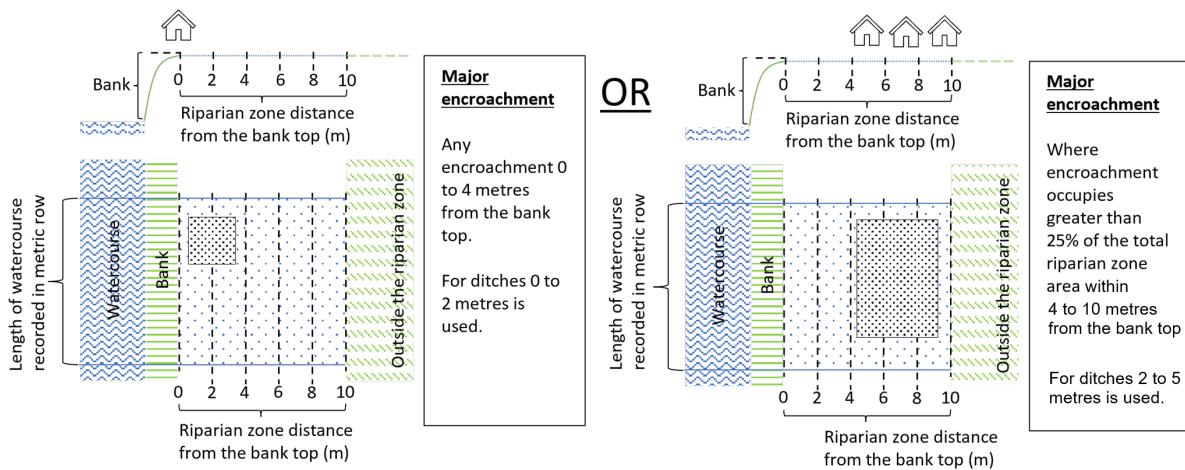 Bank
0 2 4 6 8 10
Riparian zone distance
from the bank top (m)
Length of watercourse
recorded in metric row
Watercourse
Bank
Outside the riparian zone
0 2 4 6 8 10
Riparian zone distance
from the bank top (m)
Major
encroachment
Any
encroachment 0
to 4 metres
from the bank
top.
For ditches 0 to
2 metres is
used.
OR
Bank
0 2 4 6 8 10
Riparian zone distance
from the bank top (m)
Length of watercourse
recorded in metric row
Watercourse
Bank
Outside the riparian zone
0 2 4 6 8 10
Riparian zone distance
from the bank top (m)
Major
encroachment
Where
encroachment
occupies
greater than
25% of the total
riparian zone
area within
4 to 10 metres
from the bank top
For ditches 2 to 5
metres is used.